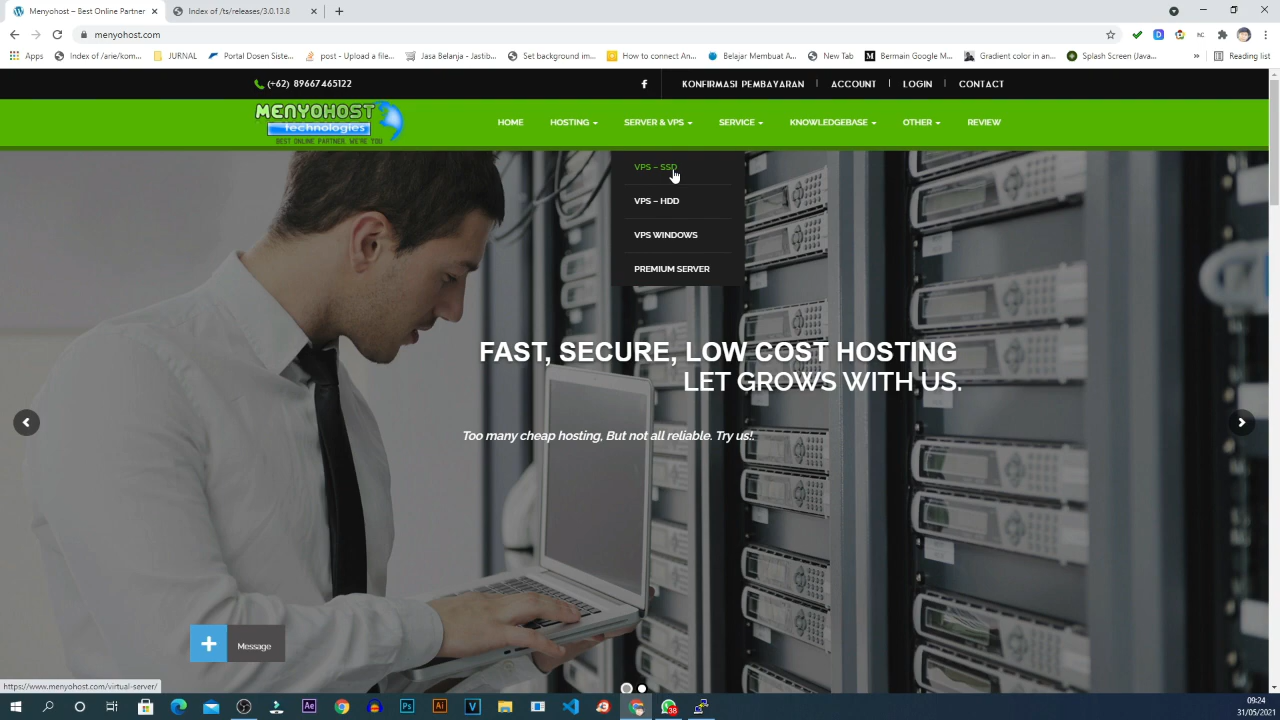 Menyohost – Best Online Partner
Index of /ts/releases/3.0.13.8
menyohost.com
Apps
Index of /arie/kom...
JURNAL
Portal Dosen Siste...
post - Upload a file...
Jasa Belanja - Jastib...
Set background im...
How to connect An...
Belajar Membuat A...
New Tab
Bermain Google M...
Gradient color in an...
Splash Screen (Java...
»
Reading list
(+62) 89667465122
KONFIRMASI PEMBAYARAN
ACCOUNT
LOGIN
CONTACT
MENYOHOST
technologies
BEST ONLINE PARTNER, WE'RE YOU
HOME
HOSTING
SERVER & VPS
SERVICE
KNOWLEDGEBASE
OTHER
REVIEW
VPS – SSD
VPS – HDD
VPS WINDOWS
PREMIUM SERVER
FAST, SECURE, LOW COST HOSTING
LET GROWS WITH US.
Too many cheap hosting, But not all reliable. Try us!.
Message
https://www.menyohost.com/virtual-server/
Ae
Ps
Ai
V
38
09:24
31/05/2021